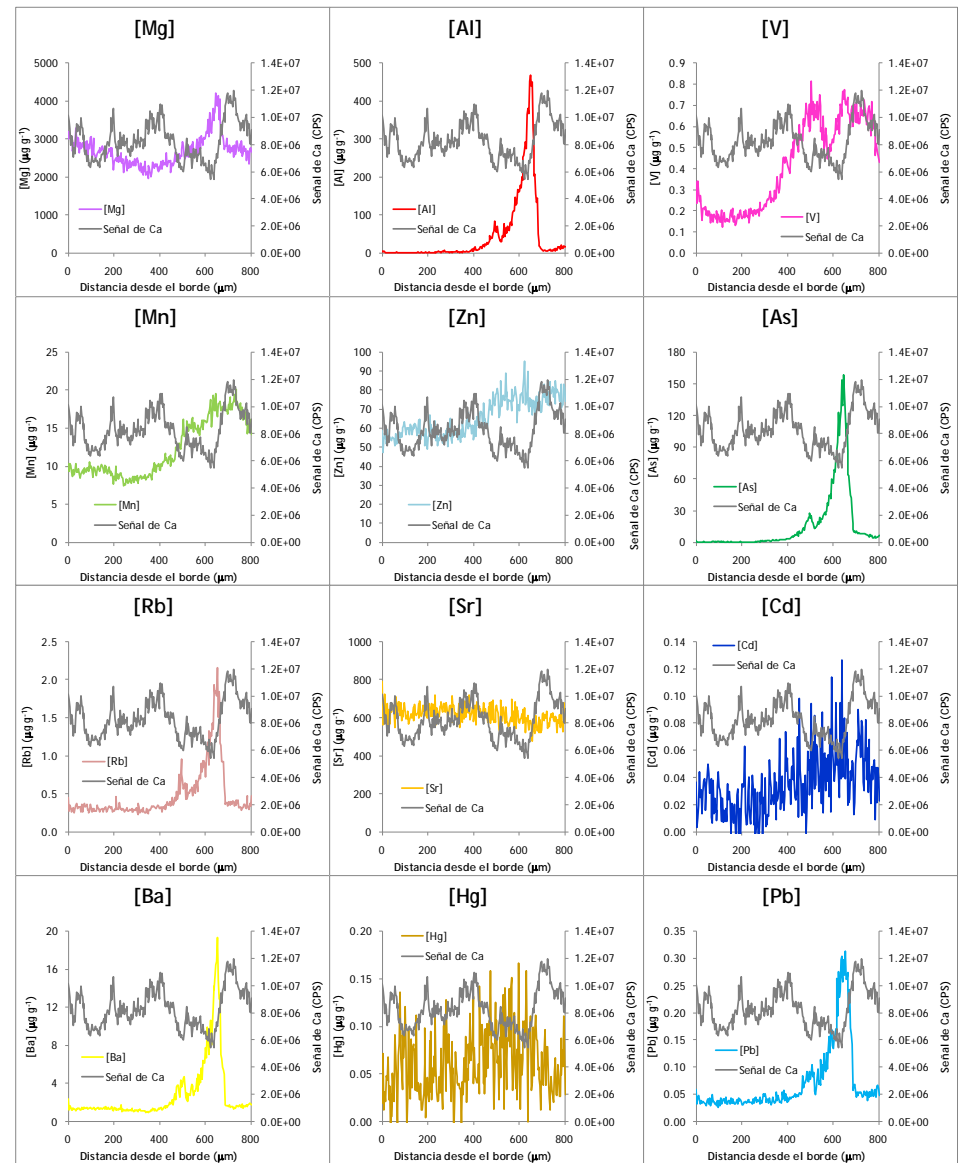 [Mg]
5000
4000
3000
2000
1000
0
[Mg] (µg g⁻¹)
[Mg]
Señal de Ca
1.4E+07
1.2E+07
1.0E+07
8.0E+06
6.0E+06
4.0E+06
2.0E+06
0.0E+00
Señal de Ca (CPS)
0 200 400 600 800
Distancia desde el borde (µm)
[Al]
500
400
300
200
100
0
[Al] (µg g⁻¹)
[Al]
Señal de Ca
1.4E+07
1.2E+07
1.0E+07
8.0E+06
6.0E+06
4.0E+06
2.0E+06
0.0E+00
Señal de Ca (CPS)
0 200 400 600 800
Distancia desde el borde (µm)
[V]
0.9
0.8
0.7
0.6
0.5
0.4
0.3
0.2
0.1
0.0
[V] (µg g⁻¹)
[V]
Señal de Ca
1.4E+07
1.2E+07
1.0E+07
8.0E+06
6.0E+06
4.0E+06
2.0E+06
0.0E+00
Señal de Ca (CPS)
0 200 400 600 800
Distancia desde el borde (µm)
[Mn]
25
20
15
10
5
0
[Mn] (µg g⁻¹)
[Mn]
Señal de Ca
1.4E+07
1.2E+07
1.0E+07
8.0E+06
6.0E+06
4.0E+06
2.0E+06
0.0E+00
Señal de Ca (CPS)
0 200 400 600 800
Distancia desde el borde (µm)
[Zn]
100
90
80
70
60
50
40
30
20
10
0
[Zn] (µg g⁻¹)
[Zn]
Señal de Ca
1.4E+07
1.2E+07
1.0E+07
8.0E+06
6.0E+06
4.0E+06
2.0E+06
0.0E+00
Señal de Ca (CPS)
0 200 400 600 800
Distancia desde el borde (µm)
[As]
180
150
120
90
60
30
0
[As] (µg g⁻¹)
[As]
Señal de Ca
1.4E+07
1.2E+07
1.0E+07
8.0E+06
6.0E+06
4.0E+06
2.0E+06
0.0E+00
Señal de Ca (CPS)
0 200 400 600 800
Distancia desde el borde (µm)
[Rb]
2.5
2.0
1.5
1.0
0.5
0.0
[Rb] (µg g⁻¹)
[Rb]
Señal de Ca
1.4E+07
1.2E+07
1.0E+07
8.0E+06
6.0E+06
4.0E+06
2.0E+06
0.0E+00
Señal de Ca (CPS)
0 200 400 600 800
Distancia desde el borde (µm)
[Sr]
1000
800
600
400
200
0
[Sr] (µg g⁻¹)
[Sr]
Señal de Ca
1.4E+07
1.2E+07
1.0E+07
8.0E+06
6.0E+06
4.0E+06
2.0E+06
0.0E+00
Señal de Ca (CPS)
0 200 400 600 800
Distancia desde el borde (µm)
[Cd]
0.14
0.12
0.10
0.08
0.06
0.04
0.02
0.00
[Cd] (µg g⁻¹)
[Cd]
Señal de Ca
1.4E+07
1.2E+07
1.0E+07
8.0E+06
6.0E+06
4.0E+06
2.0E+06
0.0E+00
Señal de Ca (CPS)
0 200 400 600 800
Distancia desde el borde (µm)
[Ba]
20
16
12
8
4
0
[Ba] (µg g⁻¹)
[Ba]
Señal de Ca
1.4E+07
1.2E+07
1.0E+07
8.0E+06
6.0E+06
4.0E+06
2.0E+06
0.0E+00
Señal de Ca (CPS)
0 200 400 600 800
Distancia desde el borde (µm)
[Hg]
0.20
0.15
0.10
0.05
0.00
[Hg] (µg g⁻¹)
[Hg]
Señal de Ca
1.4E+07
1.2E+07
1.0E+07
8.0E+06
6.0E+06
4.0E+06
2.0E+06
0.0E+00
Señal de Ca (CPS)
0 200 400 600 800
Distancia desde el borde (µm)
[Pb]
0.35
0.30
0.25
0.20
0.15
0.10
0.05
0.00
[Pb] (µg g⁻¹)
[Pb]
Señal de Ca
1.4E+07
1.2E+07
1.0E+07
8.0E+06
6.0E+06
4.0E+06
2.0E+06
0.0E+00
Señal de Ca (CPS)
0 200 400 600 800
Distancia desde el borde (µm)